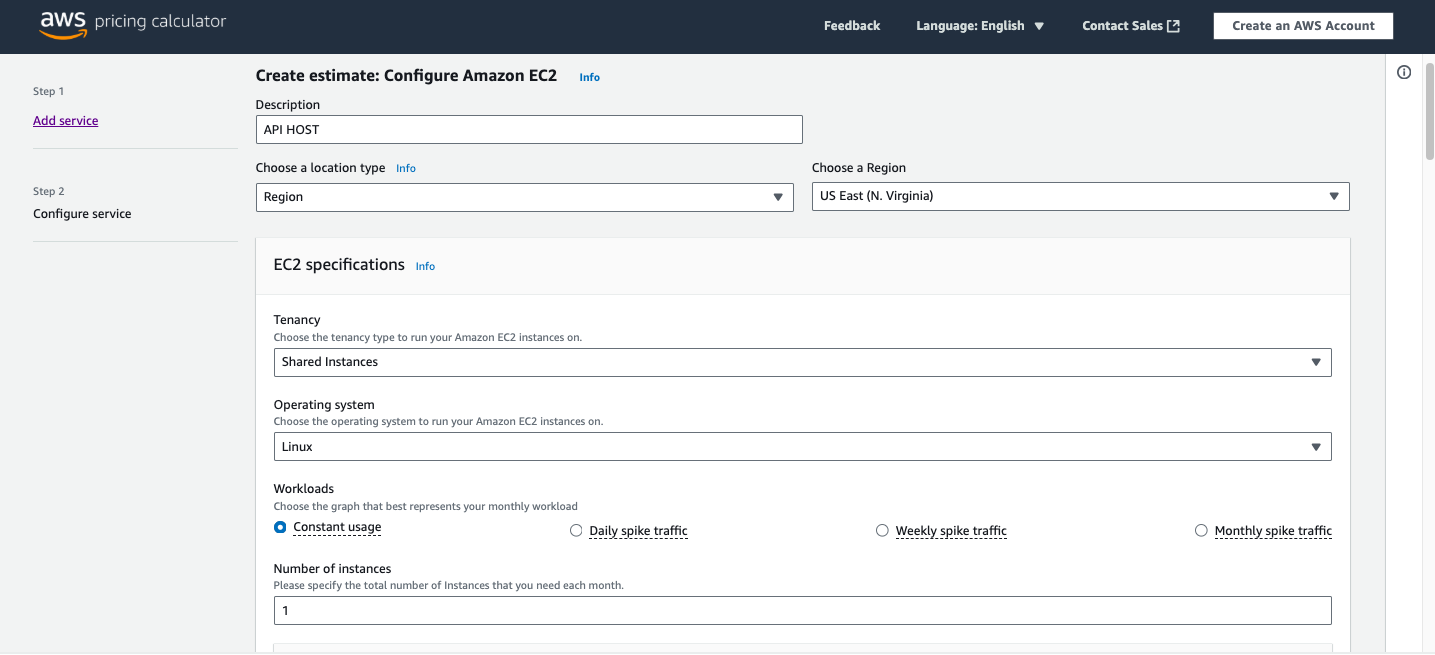 aws pricing calculator
Feedback
Language: English
Contact Sales
Create an AWS Account
Step 1
Add service
Step 2
Configure service
Create estimate: Configure Amazon EC2 Info
Description
API HOST
Choose a location type Info
Region
Choose a Region
US East (N. Virginia)
EC2 specifications Info
Tenancy
Choose the tenancy type to run your Amazon EC2 instances on.
Shared Instances
Operating system
Choose the operating system to run your Amazon EC2 instances on.
Linux
Workloads
Choose the graph that best represents your monthly workload
Constant usage
Daily spike traffic
Weekly spike traffic
Monthly spike traffic
Number of instances
Please specify the total number of Instances that you need each month.
1